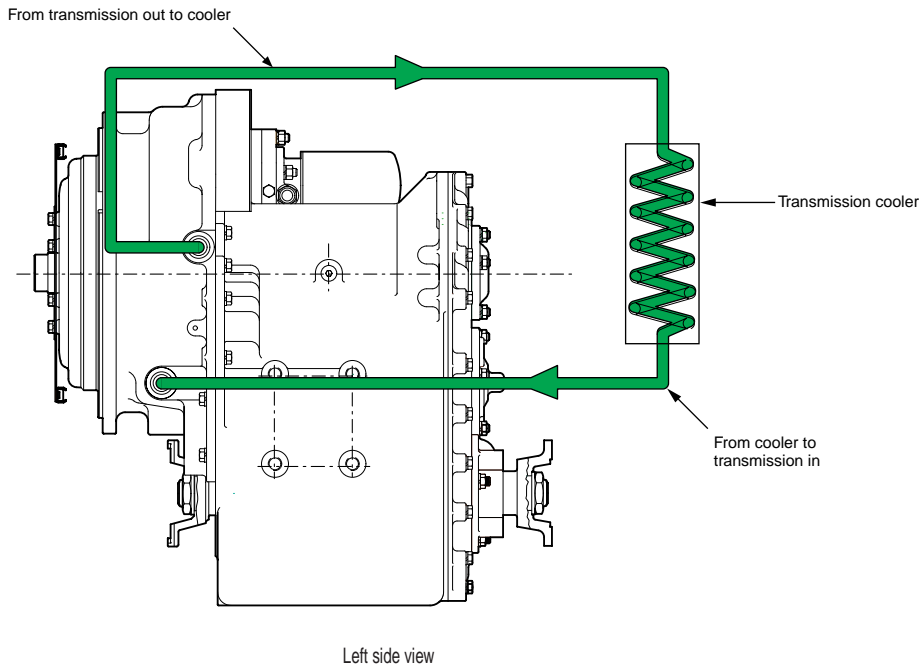 From transmission out to cooler
Transmission cooler
From cooler to
transmission in
Left side view